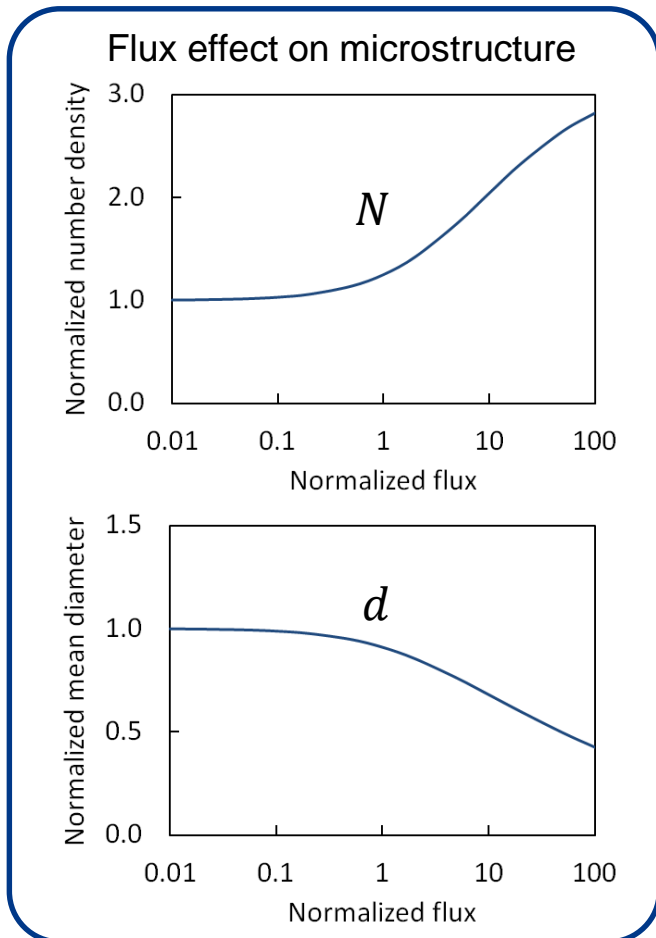 Flux effect on microstructure
Normalized number density
3.0
2.0
1.0
0.0
N
0.01 0.1 1 10 100
Normalized flux
Normalized mean diameter
1.5
1.0
0.5
0.0
d
0.01 0.1 1 10 100
Normalized flux